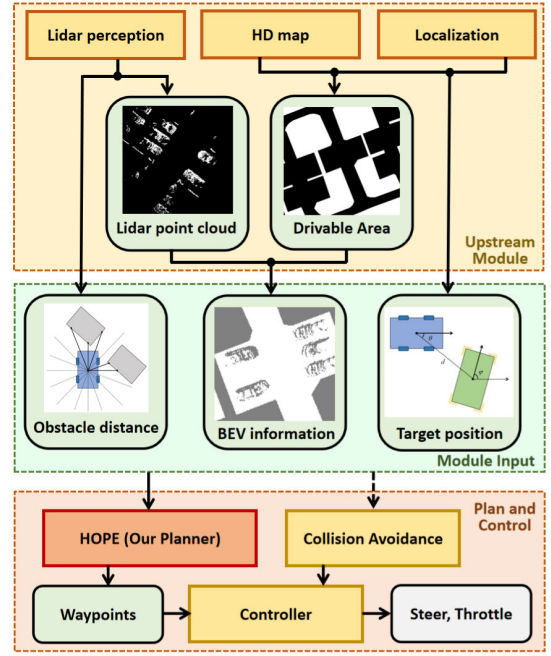 Lidar perception
HD map
Localization
Lidar point cloud
Drivable Area
Upstream
Module
Obstacle distance
BEV information
θ
d
φ
Target position
Module Input
HOPE (Our Planner)
Collision Avoidance
Plan and
Control
Waypoints
Controller
Steer, Throttle